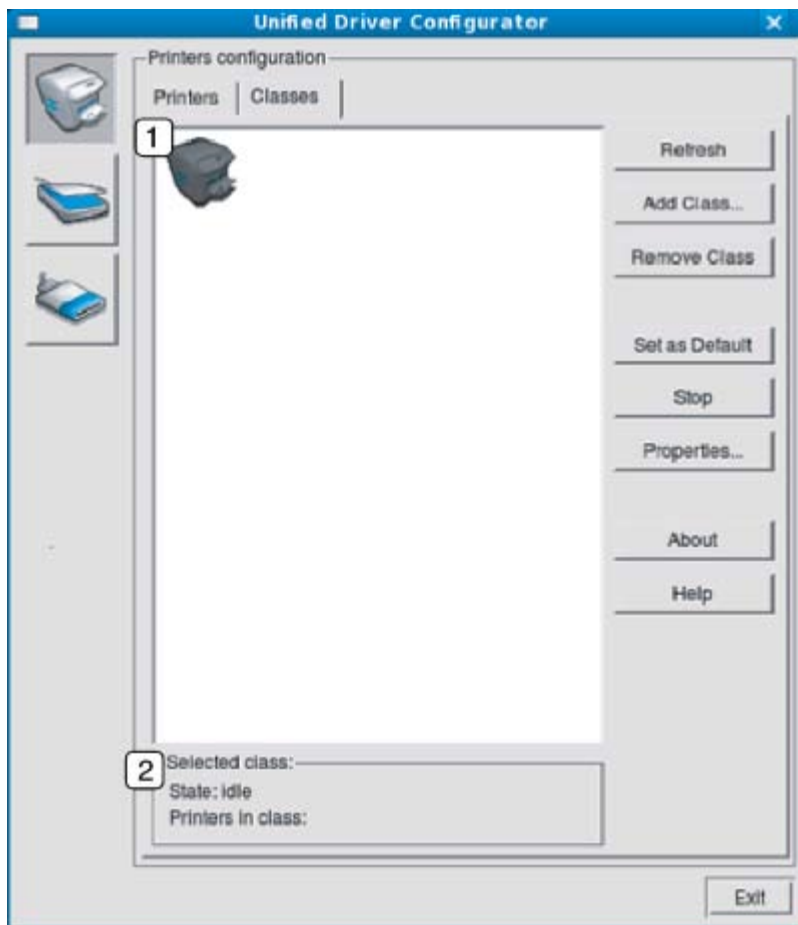 Unified Driver Configurator
Printers configuration
Printers
Classes
1
Refresh
Add Class...
Remove Class
Set as Default
Stop
Properties...
About
Help
2
Selected class:
State: idle
Printers in class:
Exit